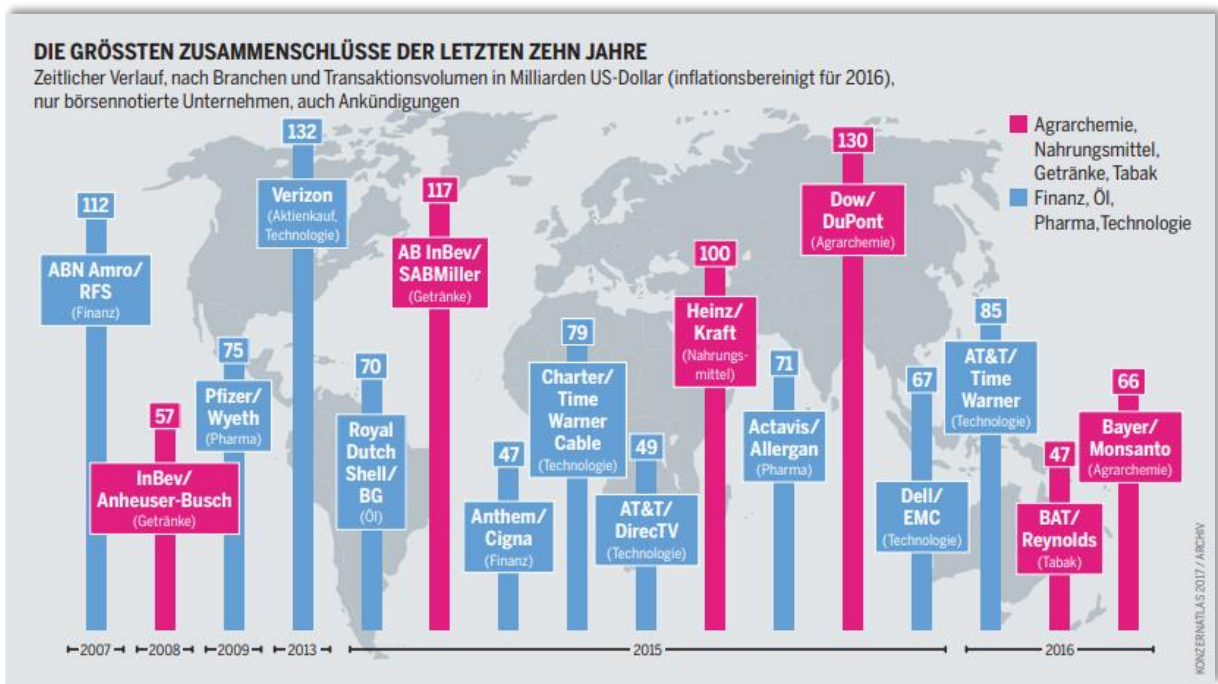 DIE GRÖSSTEN ZUSAMMENSCHLÜSSE DER LETZTEN ZEHN JAHRE
Zeitlicher Verlauf, nach Branchen und Transaktionsvolumen in Milliarden US-Dollar (inflationsbereinigt für 2016),
nur börsennotierte Unternehmen, auch Ankündigungen
Agrarchemie,
Nahrungsmittel,
Getränke, Tabak
Finanz, Öl,
Pharma, Technologie
112
ABN Amro/
RFS
(Finanz)
57
InBev/
Anheuser-Busch
(Getränke)
75
Pfizer/
Wyeth
(Pharma)
132
Verizon
(Aktienkauf,
Technologie)
70
Royal
Dutch
Shell/
BG
(Öl)
117
AB InBev/
SABMiller
(Getränke)
47
Anthem/
Cigna
(Finanz)
79
Charter/
Time
Warner
Cable
(Technologie)
49
AT&T/
DirecTV
(Technologie)
100
Heinz/
Kraft
(Nahrungs-
mittel)
71
Actavis/
Allergan
(Pharma)
130
Dow/
DuPont
(Agrarchemie)
67
Dell/
EMC
(Technologie)
85
AT&T/
Time
Warner
(Technologie)
47
BAT/
Reynolds
(Tabak)
66
Bayer/
Monsanto
(Agrarchemie)
2007
2008
2009
2013
2015
2016
KONZERNATLAS 2017 / ARCHIV